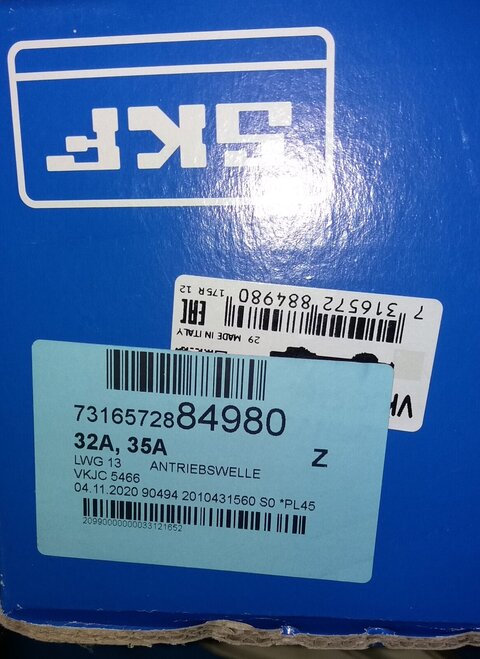 SKF
7 316572 884980
175R 12
EAC
29 MADE IN ITALY
VK
7316572884980
32A, 35A
Z
LWG 13 ANTRIEBSWELLE
VKJC 5466
04.11.2020 90494 2010431560 S0 *PL45
20990000000033121652